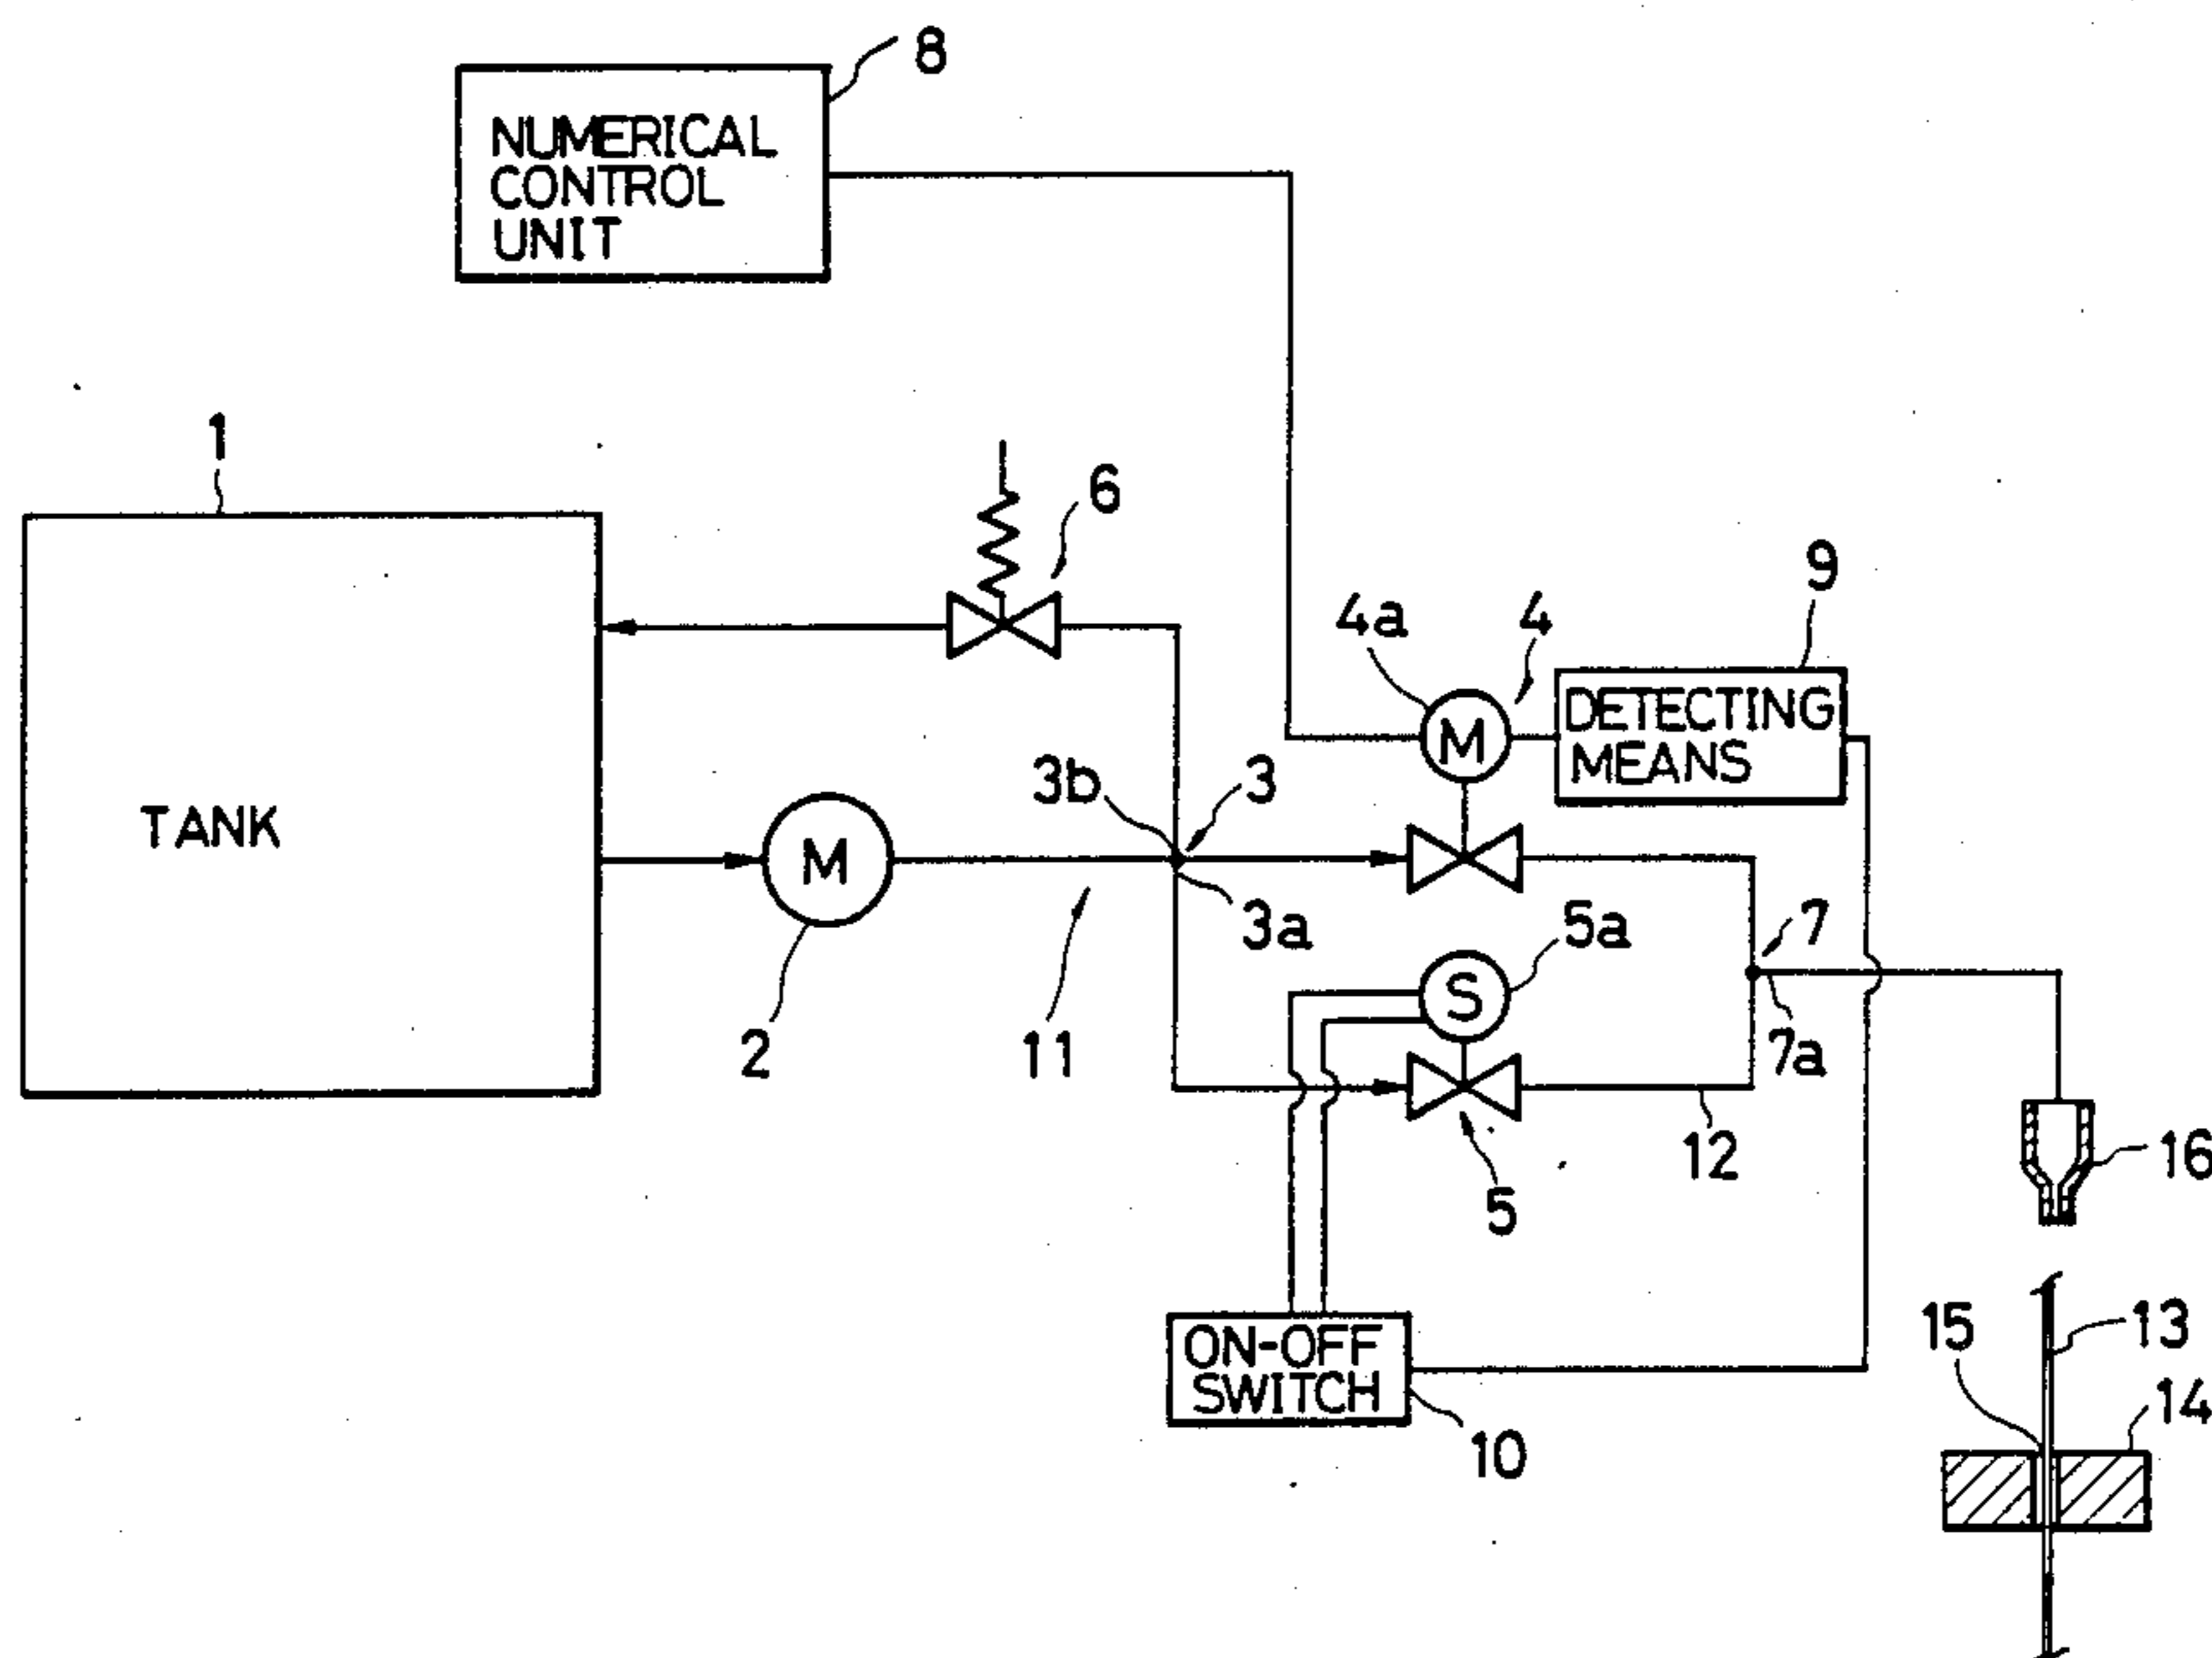 8
NUMERICAL
CONTROL
UNIT
1
6
9
4a
4
DETECTING
MEANS
M
3b
3
TANK
M
3a
5a
7
S
2
11
7a
12
16
5
ON-OFF
SWITCH
15
13
14
10